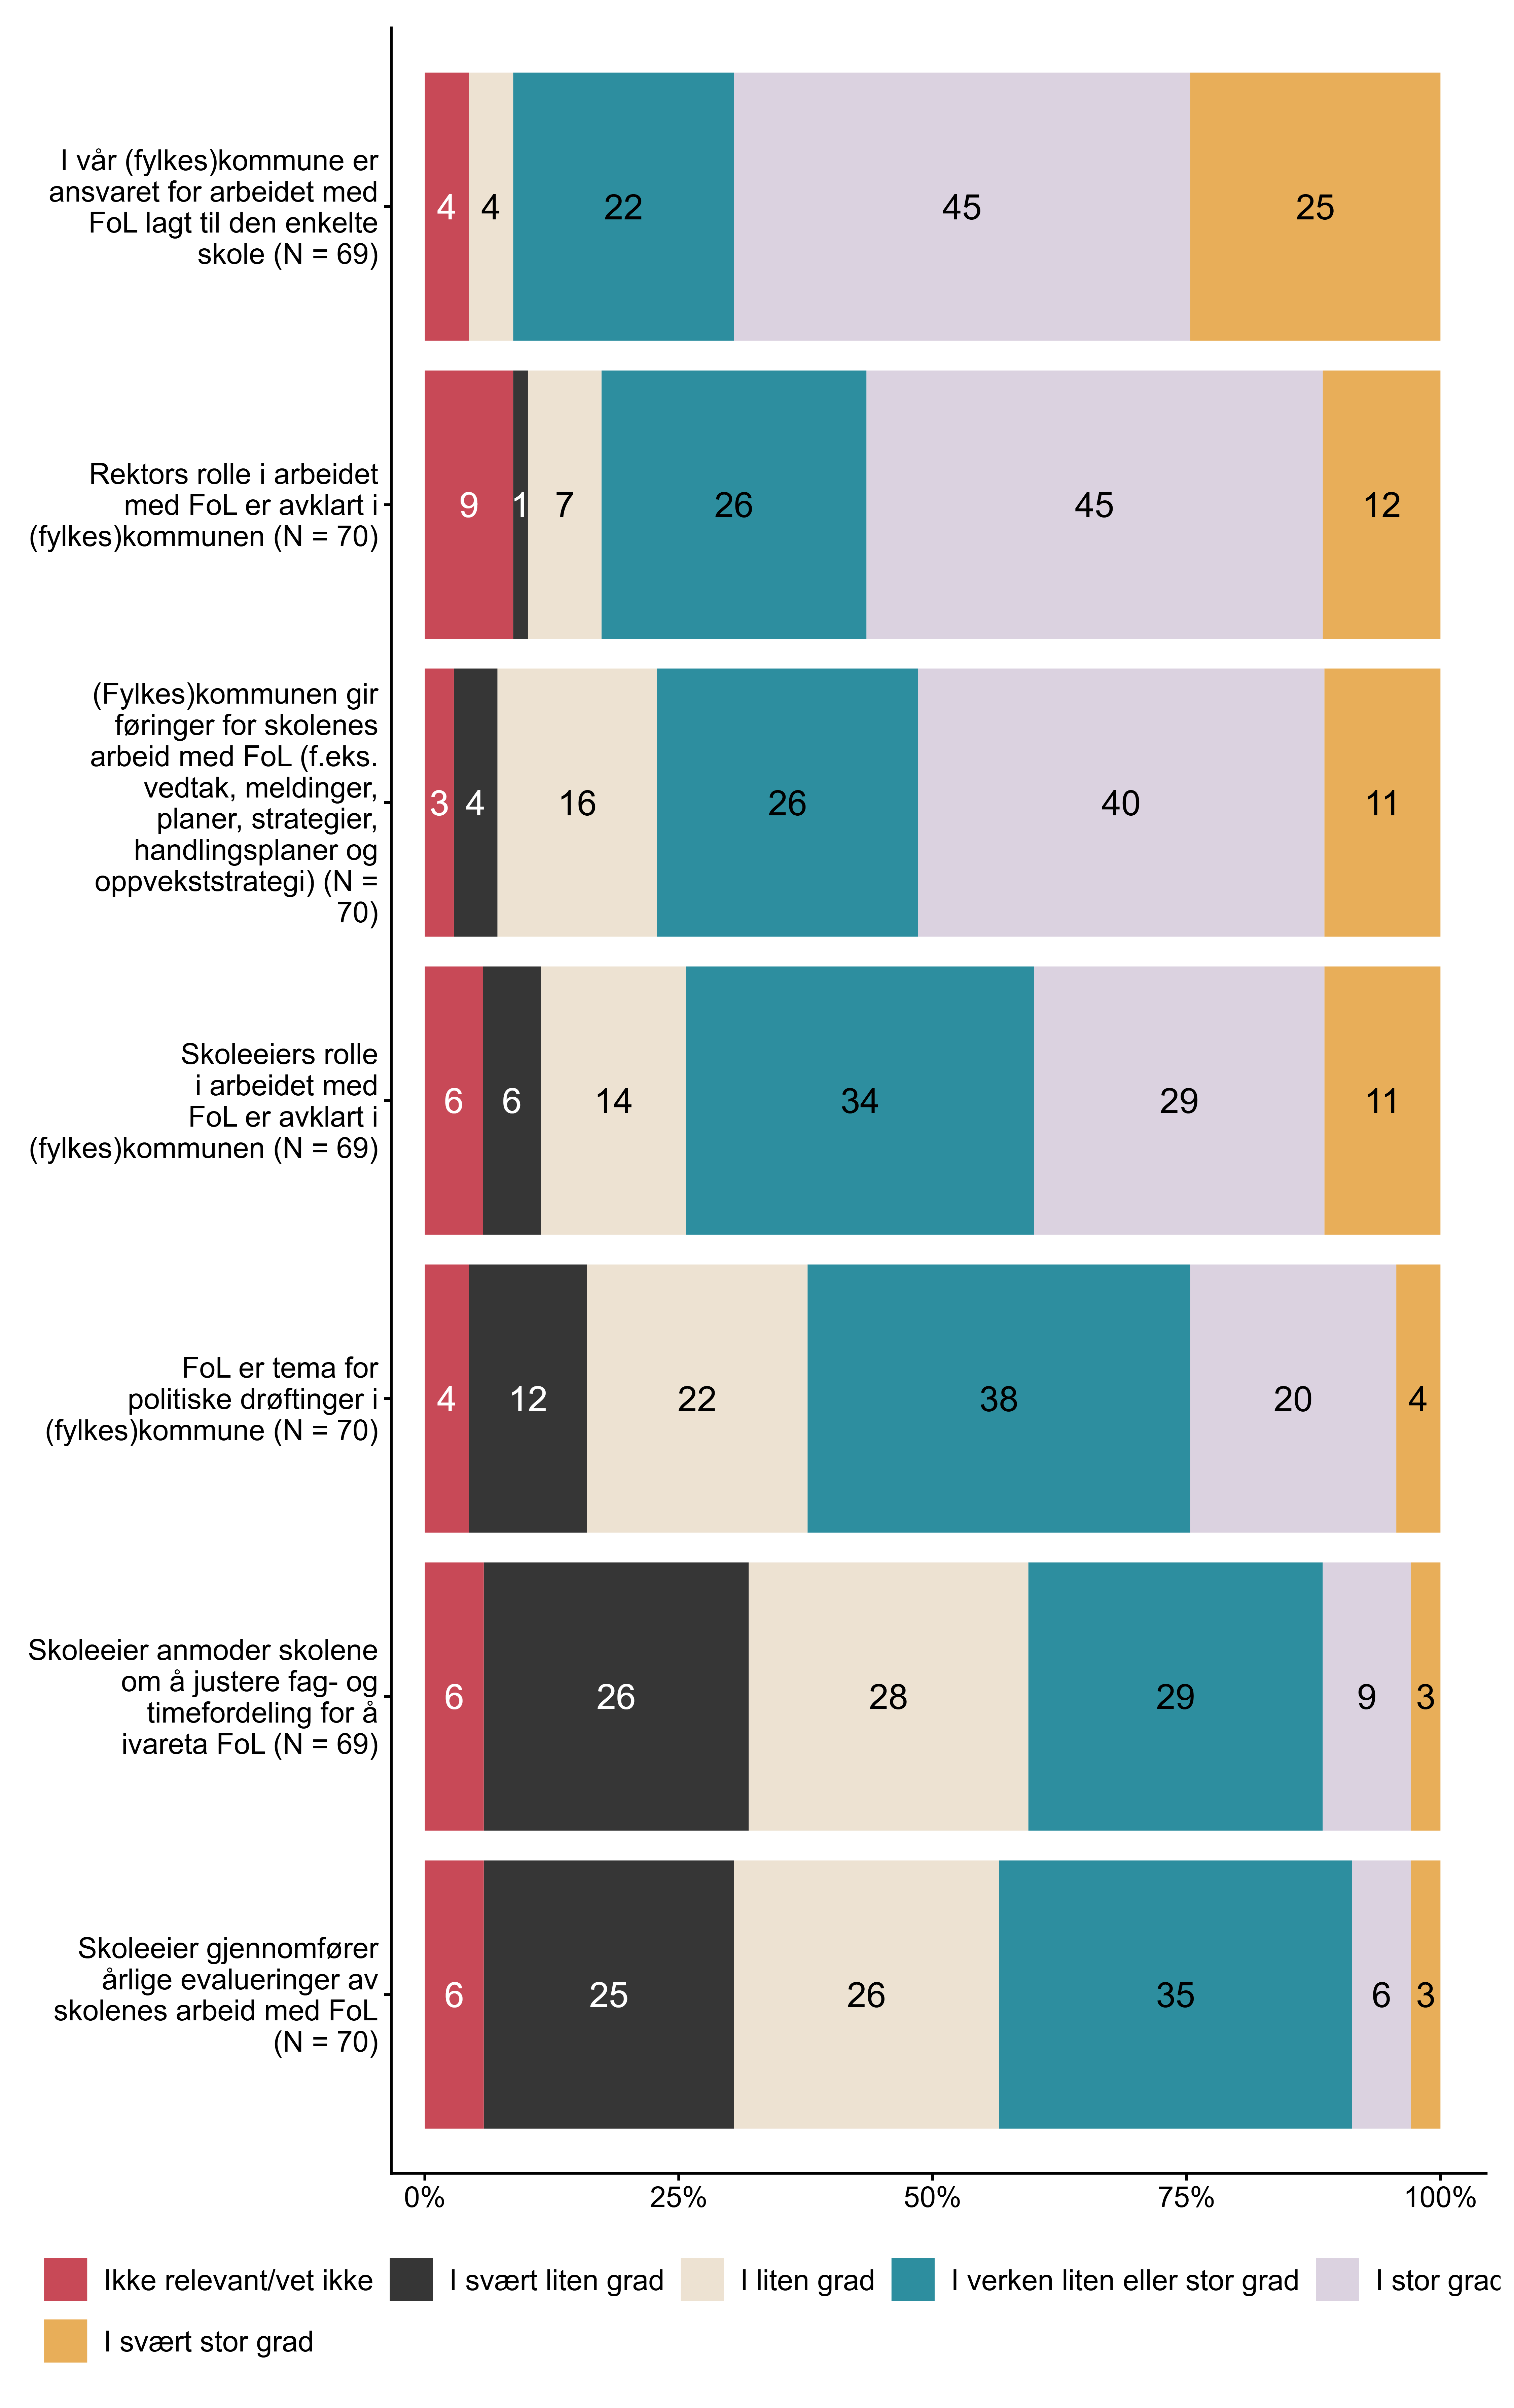 I vår (fylkes)kommune er
ansvaret for arbeidet med
FoL lagt til den enkelte
skole (N = 69)
4 4 22 45 25
Rektors rolle i arbeidet
med FoL er avklart i
(fylkes)kommunen (N = 70)
9 1 7 26 45 12
(Fylkes)kommunen gir
føringer for skolenes
arbeid med FoL (f.eks.
vedtak, meldinger,
planer, strategier,
handlingsplaner og
oppvekststrategi) (N =
70)
3 4 16 26 40 11
Skoleeiers rolle
i arbeidet med
FoL er avklart i
(fylkes)kommunen (N = 69)
6 6 14 34 29 11
FoL er tema for
politiske drøftinger i
(fylkes)kommune (N = 70)
4 12 22 38 20 4
Skoleeier anmoder skolene
om å justere fag- og
timefordeling for å
ivareta FoL (N = 69)
6 26 28 29 9 3
Skoleeier gjennomfører
årlige evalueringer av
skolenes arbeid med FoL
(N = 70)
6 25 26 35 6 3
0% 25% 50% 75% 100%
Ikke relevant/vet ikke I svært liten grad I liten grad I verken liten eller stor grad I stor grad
I svært stor grad